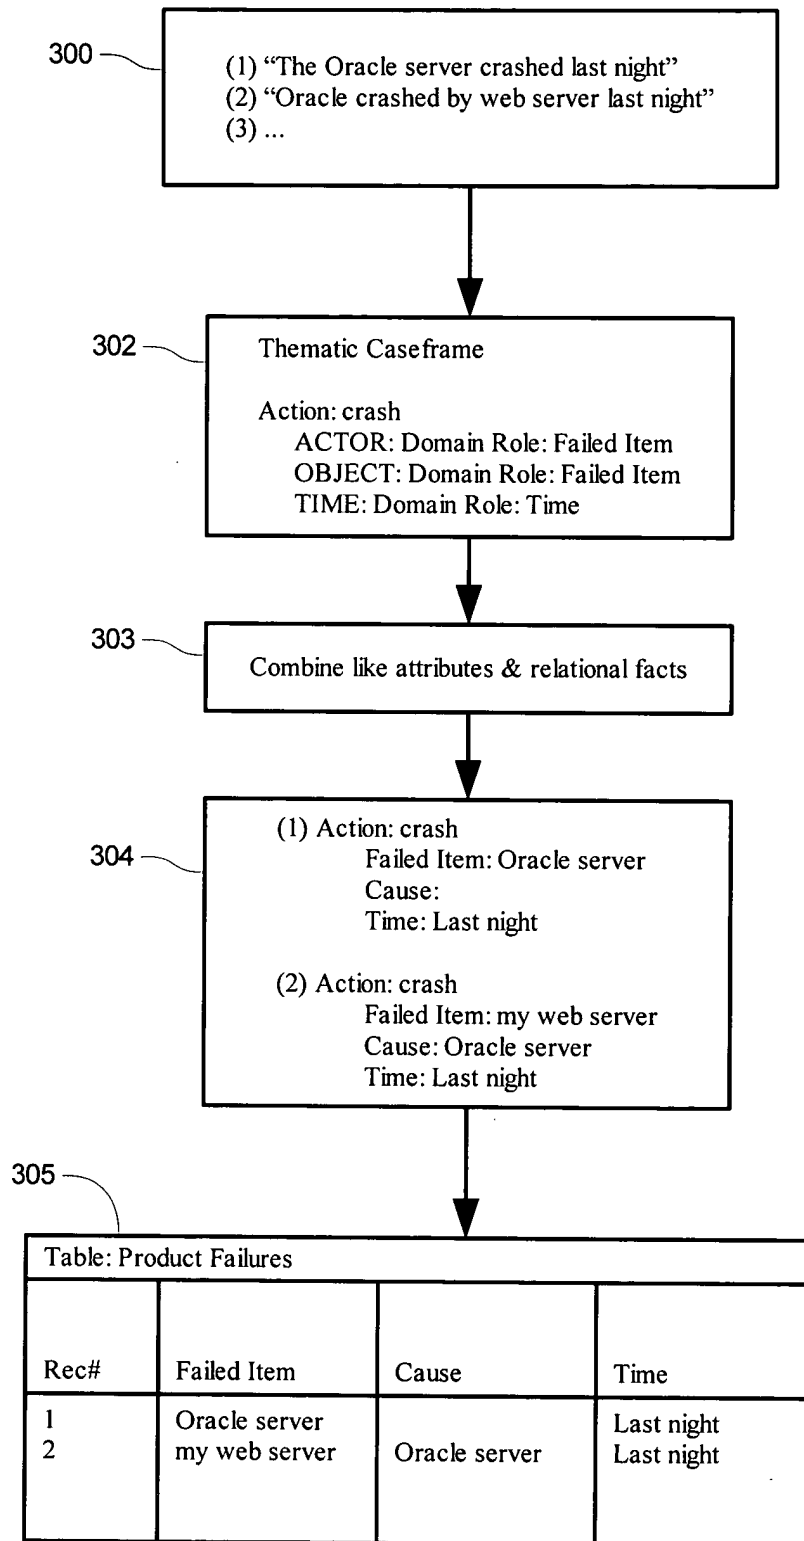 300
(1) “The Oracle server crashed last night”
(2) “Oracle crashed by web server last night”
(3) ...
302
Thematic Caseframe
Action: crash
ACTOR: Domain Role: Failed Item
OBJECT: Domain Role: Failed Item
TIME: Domain Role: Time
303
Combine like attributes & relational facts
304
(1) Action: crash
Failed Item: Oracle server
Cause:
Time: Last night
(2) Action: crash
Failed Item: my web server
Cause: Oracle server
Time: Last night
305
Table: Product Failures
Rec# Failed Item Cause Time
1 Oracle server Last night
2 my web server Oracle server Last night